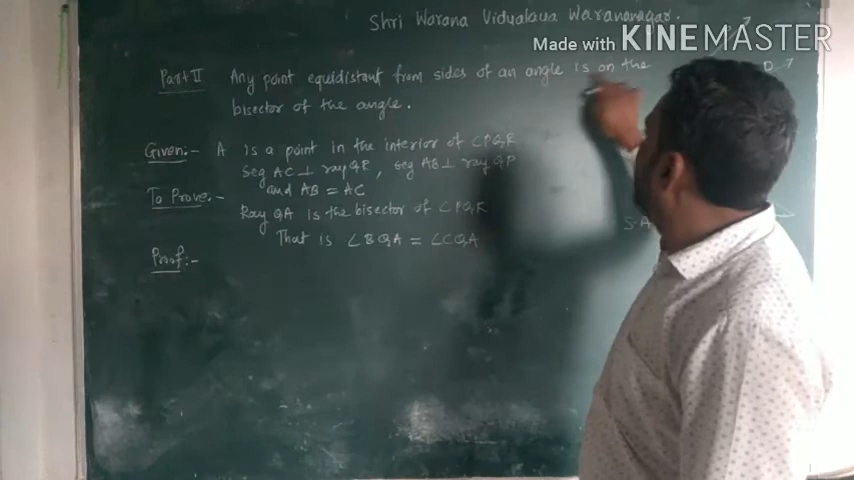 Shri Warana Vidyalaya Warananagar.
Made with KINEMASTER
Part II Any point equidistant from sides of an angle is on the
bisector of the angle.
Given:- A is a point in the interior of ∠PQR
Seg AC ⊥ ray QR, seg AB ⊥ ray QP
and AB = AC
To Prove:-
Ray QA is the bisector of ∠PQR
That is ∠BQA = ∠CQA
Proof:-